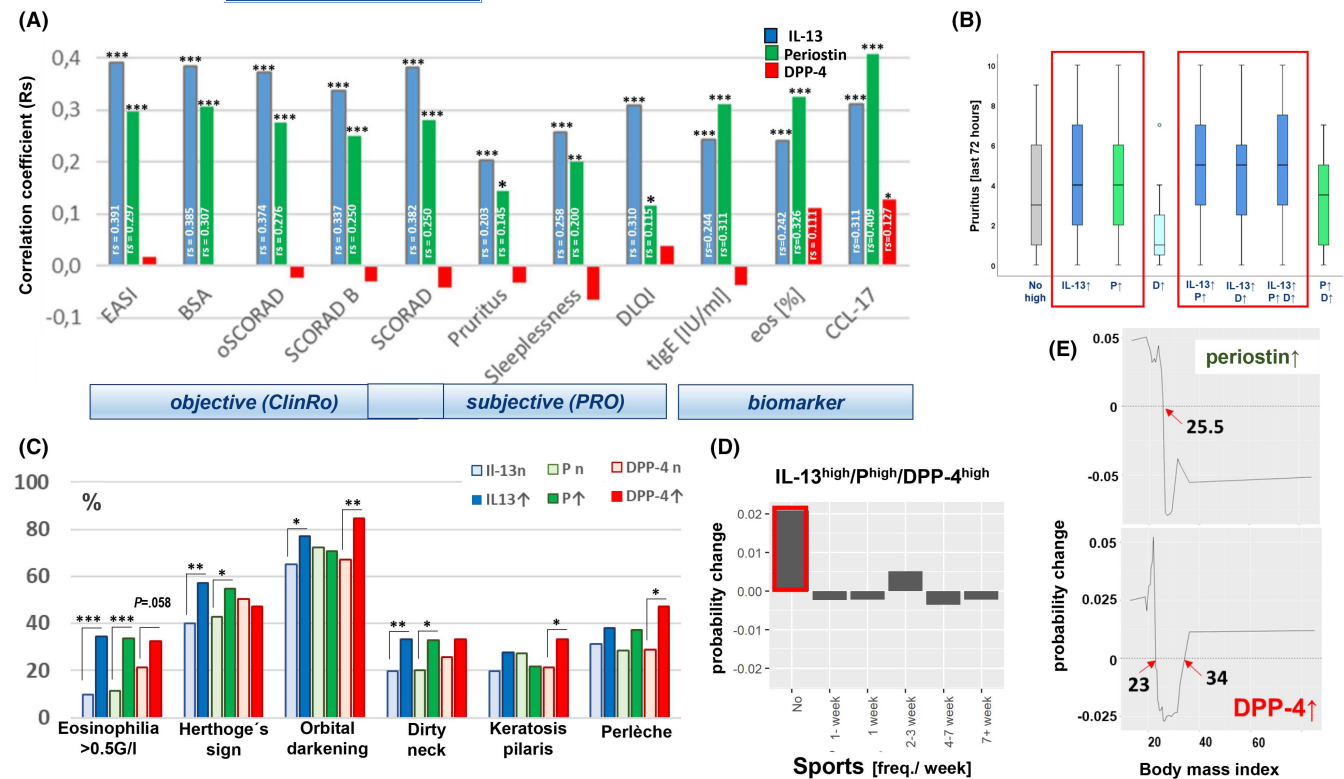 (A)
IL-13
Periostin
DPP-4
Correlation coefficient (Rs)
0,4
0,3
0,2
0,1
0,0
-0,1
*** *** *** *** *** *** *** *** *** *** *** * *** ** *** * *** *** *** *** *** *** *
rs = 0.391
rs = 0.297
rs = 0.385
rs = 0.307
rs = 0.374
rs = 0.276
rs = 0.337
rs = 0.250
rs = 0.382
rs = 0.250
rs = 0.203
rs = 0.145
rs = 0.258
rs = 0.200
rs = 0.310
rs = 0.115
rs=0.244
rs=0.311
rs = 0.242
rs=0.326
rs = 0.111
rs=0.311
rs=0.409
rs=0.127
EASI
BSA
oSCORAD
SCORAD B
SCORAD
Pruritus
Sleeplessness
DLQI
tIgE [IU/ml]
eos [%]
CCL-17
objective (ClinRo)
subjective (PRO)
biomarker
(B)
Pruritus [last 72 hours]
10
8
6
4
2
0
No high
IL-13↑
P↑
D↑
IL-13↑ P↑
IL-13↑ D↑
IL-13↑ P↑ D↑
P↑ D↑
(C)
%
Il-13n P n DPP-4 n
IL13↑ P↑ DPP-4↑
100
80
60
40
20
0
*** *** P=.058
** *
* **
** *
*
*
Eosinophilia >0.5G/l
Herthoge´s sign
Orbital darkening
Dirty neck
Keratosis pilaris
Perlèche
(D)
IL-13high/Phigh/DPP-4high
probability change
0.02
0.01
0.00
-0.01
-0.02
No
1- week
1 week
2-3 week
4-7 week
7+ week
Sports [freq./ week]
(E)
periostin↑
0.05
0
-0.05
25.5
probability change
0.05
0.025
0
-0.025
23
34
DPP-4↑
20 40 60
Body mass index